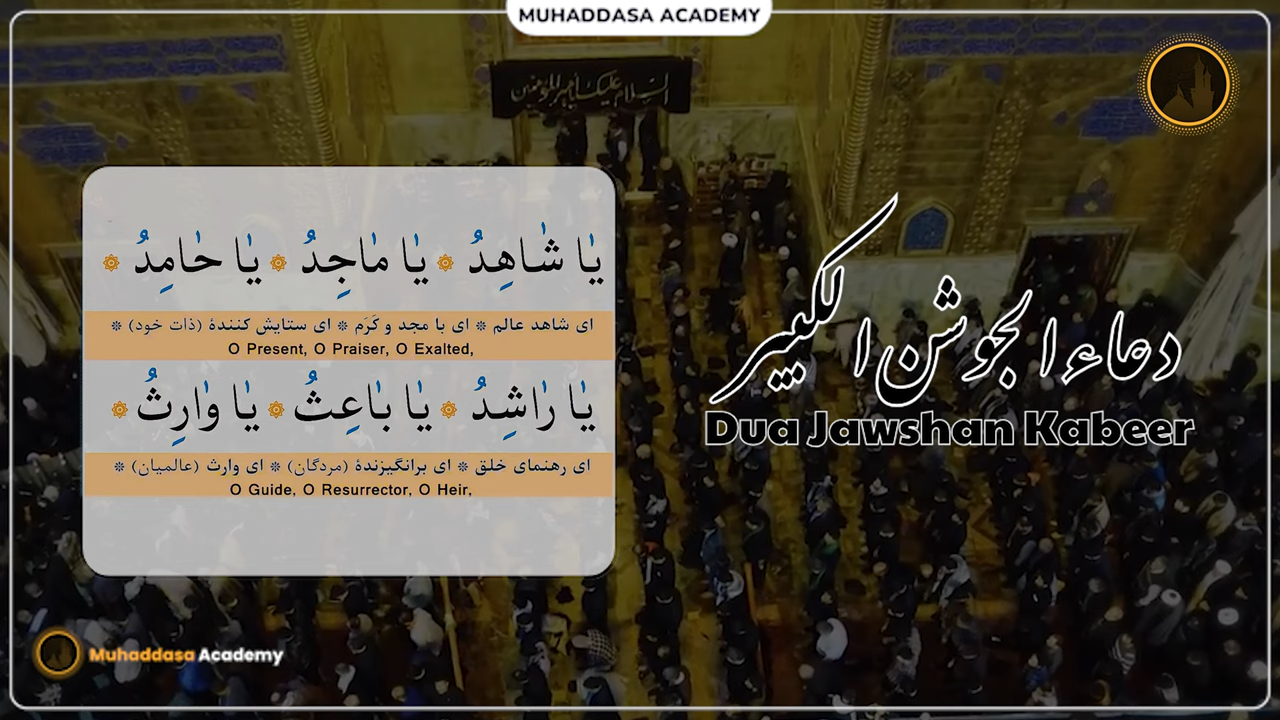 MUHADDASA ACADEMY
السلام علیک یا امیرالمؤمنین
یٰا شٰاهِدُ ۞ یٰا مٰاجِدُ ۞ یٰا حٰامِدُ ۞
ای شاهد عالم * ای با مجد و کَرَم * ای ستایش کنندهٔ (ذات خود) *
O Present, O Praiser, O Exalted,
یٰا رٰاشِدُ ۞ یٰا بٰاعِثُ ۞ یٰا وٰارِثُ ۞
ای رهنمای خلق * ای برانگیزندهٔ (مردگان) * ای وارث (عالمیان) *
O Guide, O Resurrector, O Heir,
دعاء الجوشن الكبير
Dua Jawshan Kabeer
Muhaddasa Academy